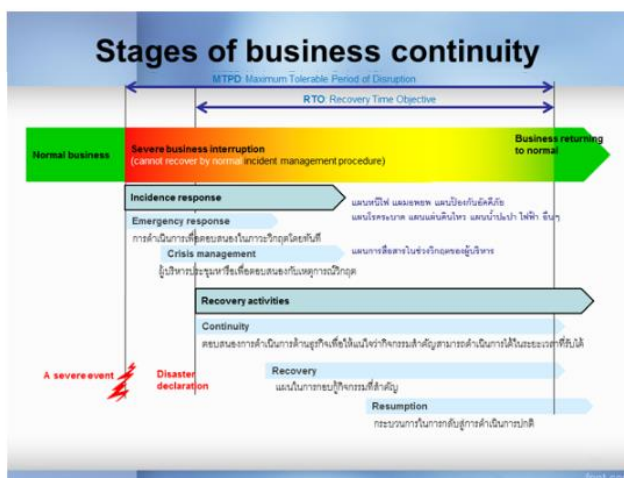 Stages of business continuity
MTPD: Maximum Tolerable Period of Disruption
RTO: Recovery Time Objective
Normal business
Severe business interruption
(cannot recover by normal incident management procedure)
Business returning
to normal
Incidence response
แผนหนีไฟ แผนอพยพ แผนป้องกันอัคคีภัย
แผนโรคระบาด แผนแผ่นดินไหว แผนน้ำปะปา ไฟฟ้า อื่นๆ
Emergency response
การดำเนินการเพื่อตอบสนองในภาวะวิกฤตโดยทันที
Crisis management
แผนการสื่อสารในช่วงวิกฤตของผู้บริหาร
ผู้บริหารประชุมหารือเพื่อตอบสนองกับเหตุการณ์วิกฤต
Recovery activities
Continuity
ตอบสนองการดำเนินการด้านธุรกิจเพื่อให้แน่ใจว่ากิจกรรมสำคัญสามารถดำเนินการได้ในระยะเวลาที่รับได้
A severe event
Disaster
declaration
Recovery
แผนในการกอบกู้กิจกรรมที่สำคัญ
Resumption
กระบวนการในการกลับสู่การดำเนินการปกติ